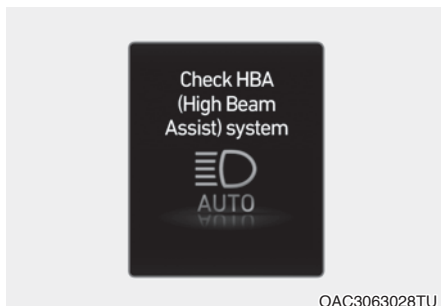 Check HBA
(High Beam
Assist) system
AUTO
OAC3063028TU